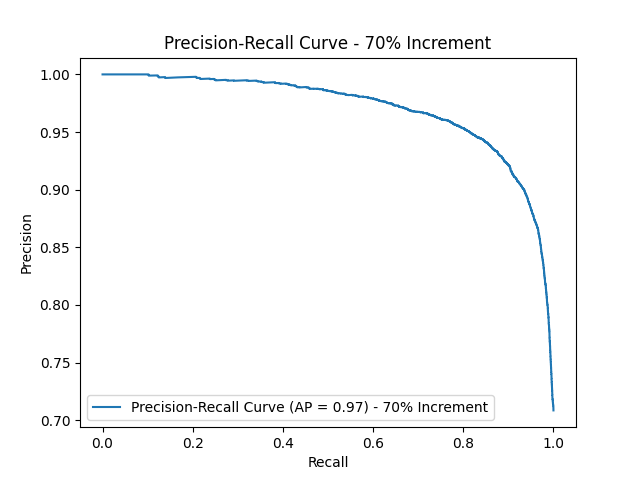 Precision-Recall Curve - 70% Increment
1.00
0.95
0.90
0.85
0.80
0.75
0.70
Precision
Precision-Recall Curve (AP = 0.97) - 70% Increment
0.0 0.2 0.4 0.6 0.8 1.0
Recall